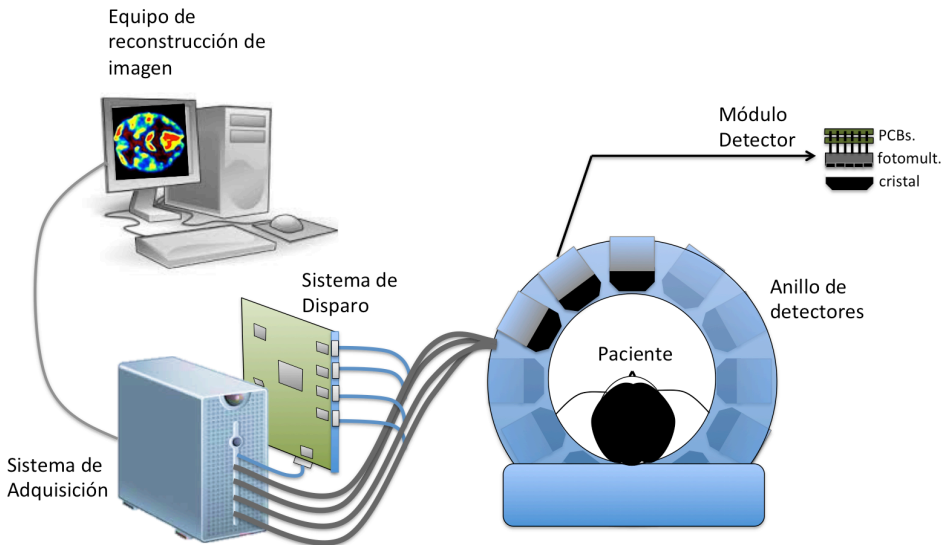 Equipo de
reconstrucción de
imagen
Módulo
Detector
PCBs.
fotomult.
cristal
Sistema de
Disparo
Anillo de
detectores
Paciente
Sistema de
Adquisición